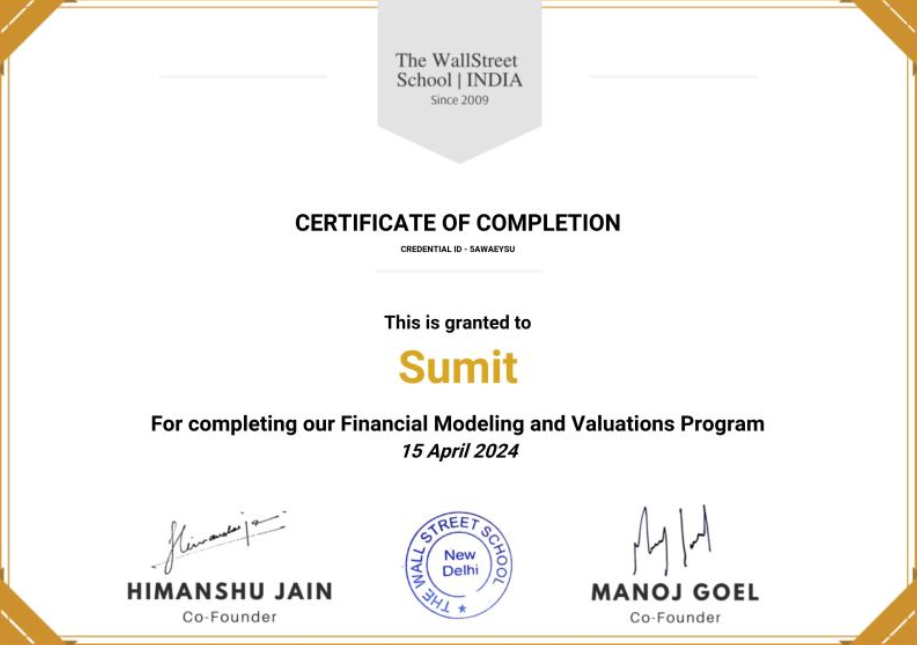 The WallStreet
School | INDIA
Since 2009
CERTIFICATE OF COMPLETION
CREDENTIAL ID - 5AWAEYSU
This is granted to
Sumit
For completing our Financial Modeling and Valuations Program
15 April 2024
Himanshu Jain
THE WALL STREET SCHOOL
New
Delhi
HIMANSHU JAIN
Co-Founder
MANOJ GOEL
Co-Founder